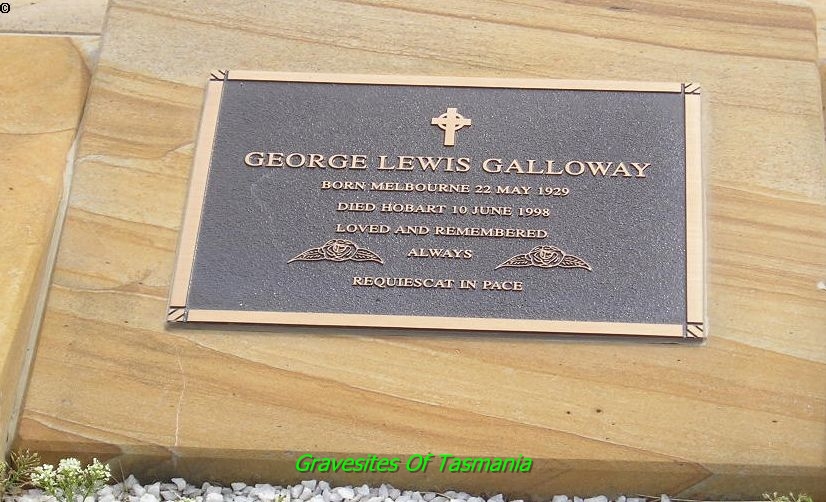 ©
GEORGE LEWIS GALLOWAY
BORN MELBOURNE 22 MAY 1929
DIED HOBART 10 JUNE 1998
LOVED AND REMEMBERED
ALWAYS
REQUIESCAT IN PACE
Gravesites Of Tasmania